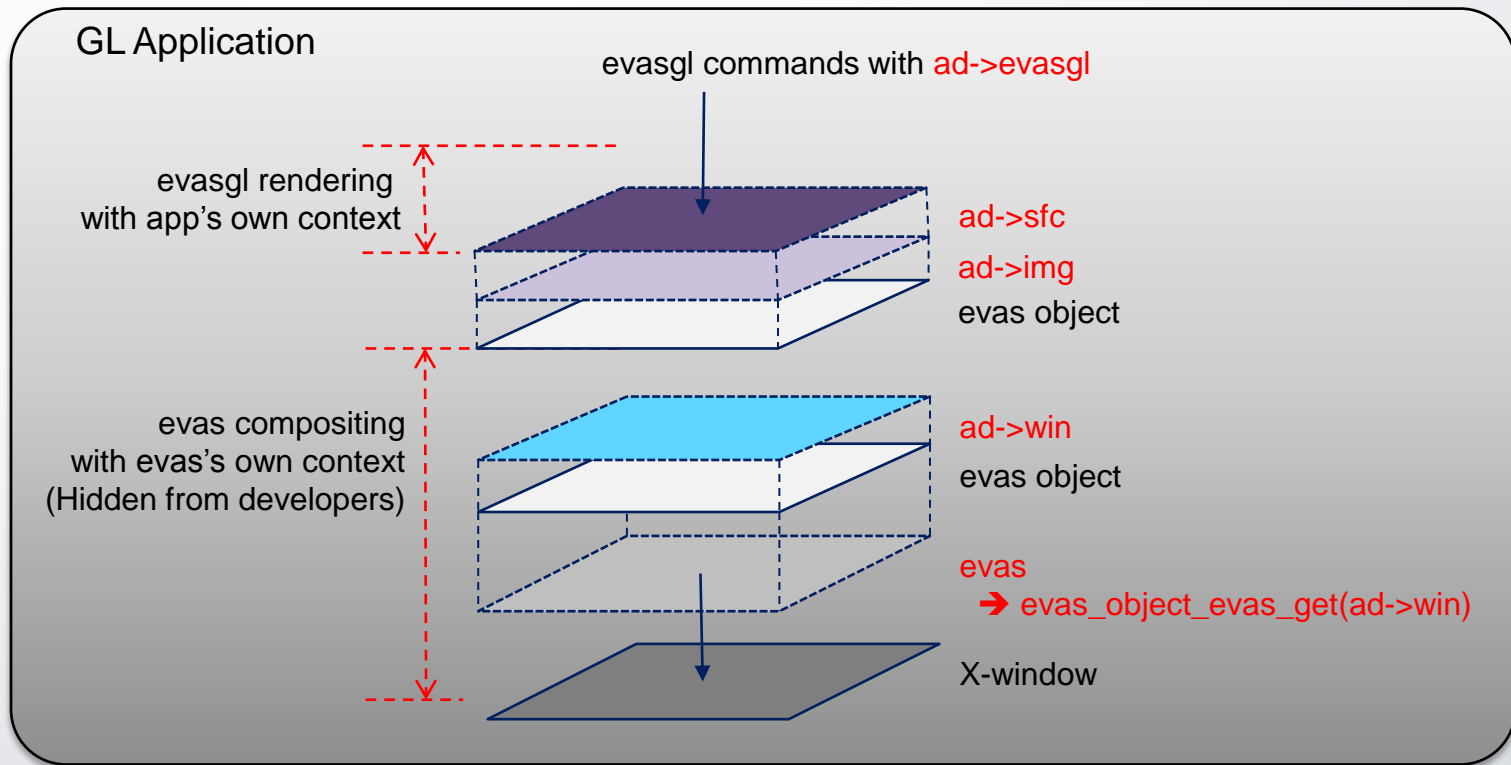 GL Application
evasgl commands with ad->evasgl
evasgl rendering
with app's own context
ad->sfc
ad->img
evas object
evas compositing
with evas's own context
(Hidden from developers)
ad->win
evas object
evas
➔ evas_object_evas_get(ad->win)
X-window